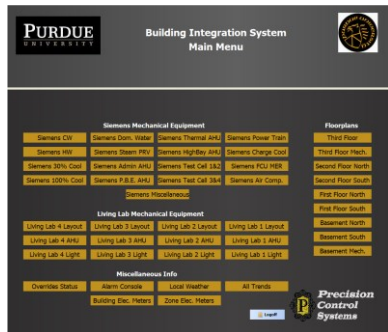 PURDUE
UNIVERSITY
Building Integration System
Main Menu
Siemens Mechanical Equipment
Siemens CW
Siemens Dom. Water
Siemens Thermal AHU
Siemens Power Train
Siemens HW
Siemens Steam PRV
Siemens HighBay AHU
Siemens Charge Cool
Siemens 30% Cool
Siemens Admin AHU
Siemens Test Cell 1&2
Siemens FCU MER
Siemens 100% Cool
Siemens P.B.E. AHU
Siemens Test Cell 3&4
Siemens Air Comp.
Siemens Miscelaneous
Living Lab Mechanical Equipment
Living Lab 4 Layout
Living Lab 3 Layout
Living Lab 2 Layout
Living Lab 1 Layout
Living Lab 4 AHU
Living Lab 3 AHU
Living Lab 2 AHU
Living Lab 1 AHU
Living Lab 4 Light
Living Lab 3 Light
Living Lab 2 Light
Living Lab 1 Light
Miscellaneous Info
Overrides Status
Alarm Console
Local Weather
All Trends
Building Elec. Meters
Zone Elec. Meters
Floorplans
Third Floor
Third Floor Mech.
Second Floor North
Second Floor South
First Floor North
First Floor South
Basement North
Basement South
Basement Mech.
Logoff
Precision
Control
Systems